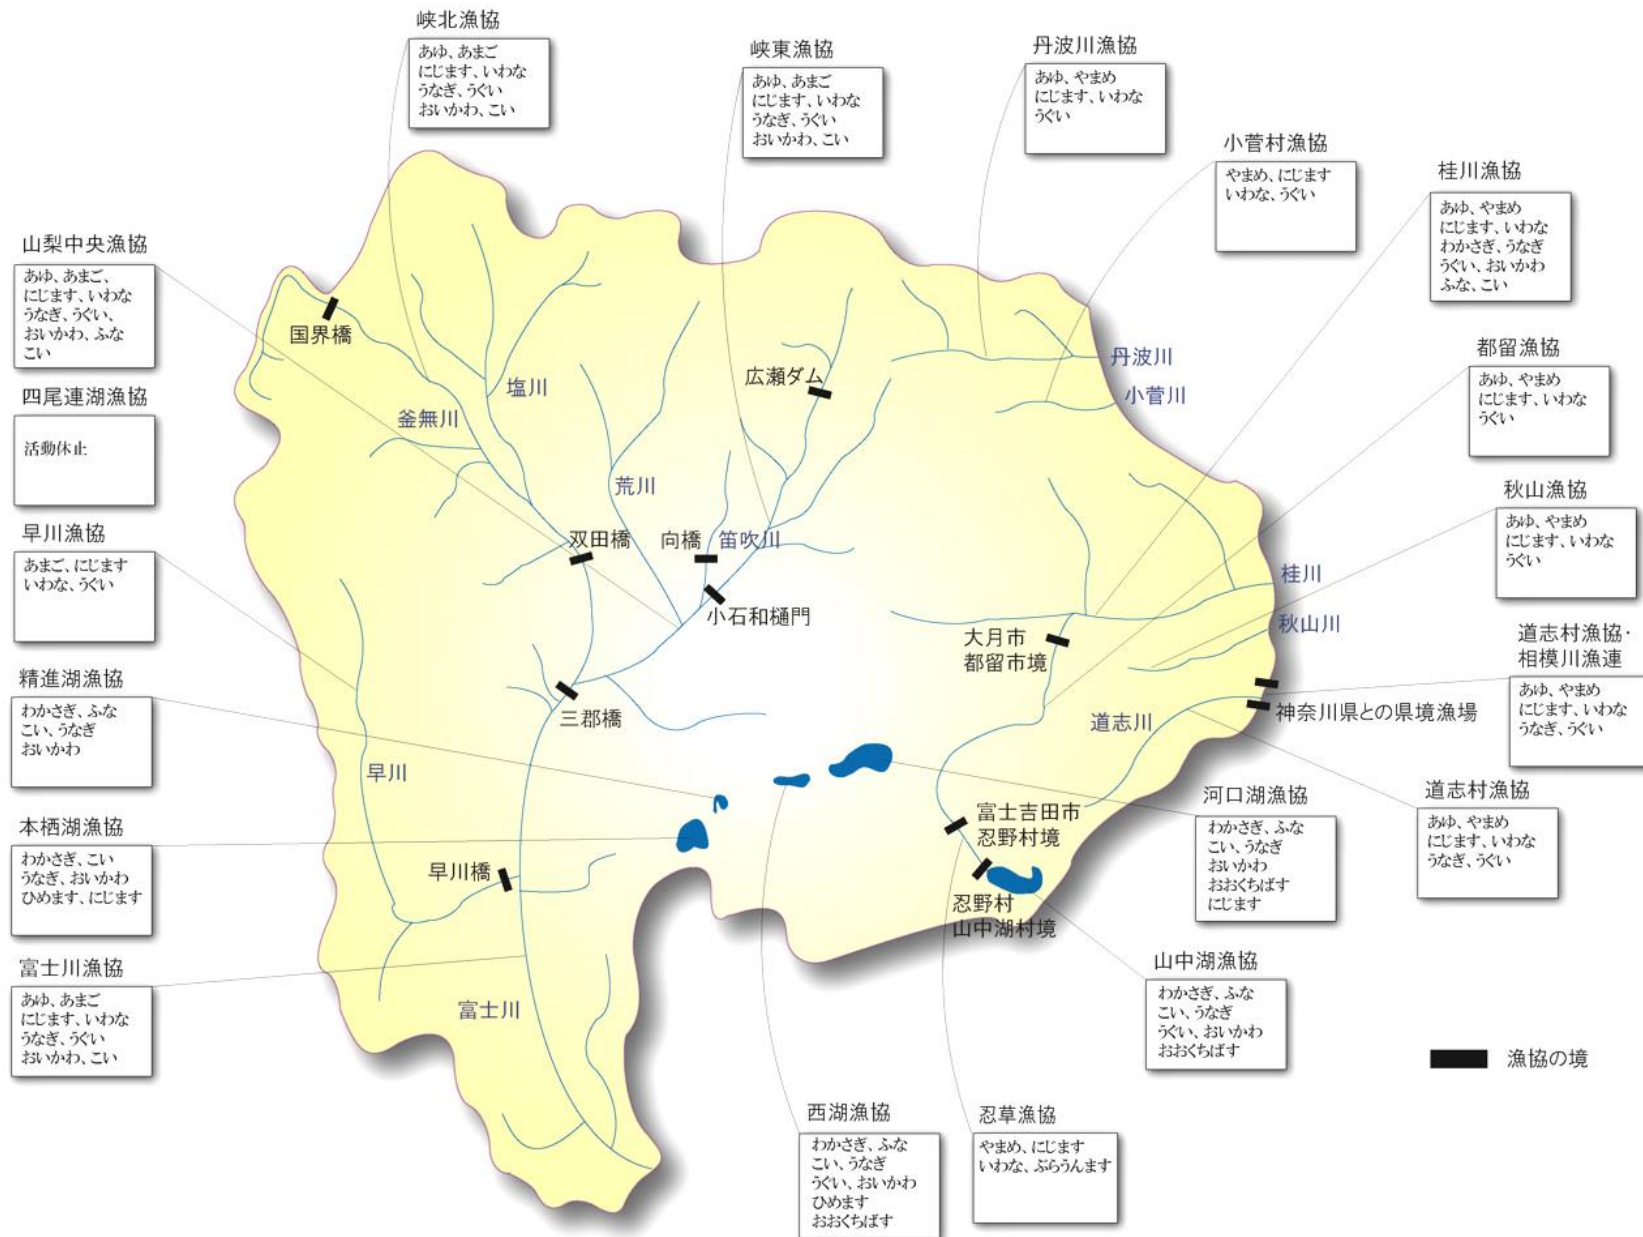 峡北漁協
あゆ、あまご
にじます、いわな
うなぎ、うぐい
おいかわ、こい
峡東漁協
あゆ、あまご
にじます、いわな
うなぎ、うぐい
おいかわ、こい
丹波川漁協
あゆ、やまめ
にじます、いわな
うぐい
小菅村漁協
やまめ、にじます
いわな、うぐい
桂川漁協
あゆ、やまめ
にじます、いわな
わかさぎ、うなぎ
うぐい、おいかわ
ふな、こい
山梨中央漁協
あゆ、あまご、
にじます、いわな
うなぎ、うぐい、
おいかわ、ふな
こい
四尾連湖漁協
活動休止
早川漁協
あまご、にじます
いわな、うぐい
精進湖漁協
わかさぎ、ふな
こい、うなぎ
おいかわ
本栖湖漁協
わかさぎ、こい
うなぎ、おいかわ
ひめます、にじます
富士川漁協
あゆ、あまご
にじます、いわな
うなぎ、うぐい
おいかわ、こい
国界橋
塩川
釜無川
荒川
広瀬ダム
丹波川
小菅川
双田橋
向橋
笛吹川
小石和樋門
三郡橋
早川
早川橋
富士川
大月市
都留市境
桂川
秋山川
道志川
神奈川県との県境漁場
富士吉田市
忍野村境
忍野村
山中湖村境
都留漁協
あゆ、やまめ
にじます、いわな
うぐい
秋山漁協
あゆ、やまめ
にじます、いわな
うぐい
道志村漁協・
相模川漁連
あゆ、やまめ
にじます、いわな
うなぎ、うぐい
道志村漁協
あゆ、やまめ
にじます、いわな
うなぎ、うぐい
河口湖漁協
わかさぎ、ふな
こい、うなぎ
おいかわ
おおくちばす
にじます
山中湖漁協
わかさぎ、ふな
こい、うなぎ
うぐい、おいかわ
おおくちばす
西湖漁協
わかさぎ、ふな
こい、うなぎ
うぐい、おいかわ
ひめます
おおくちばす
忍草漁協
やまめ、にじます
いわな、ぶらうんます
漁協の境